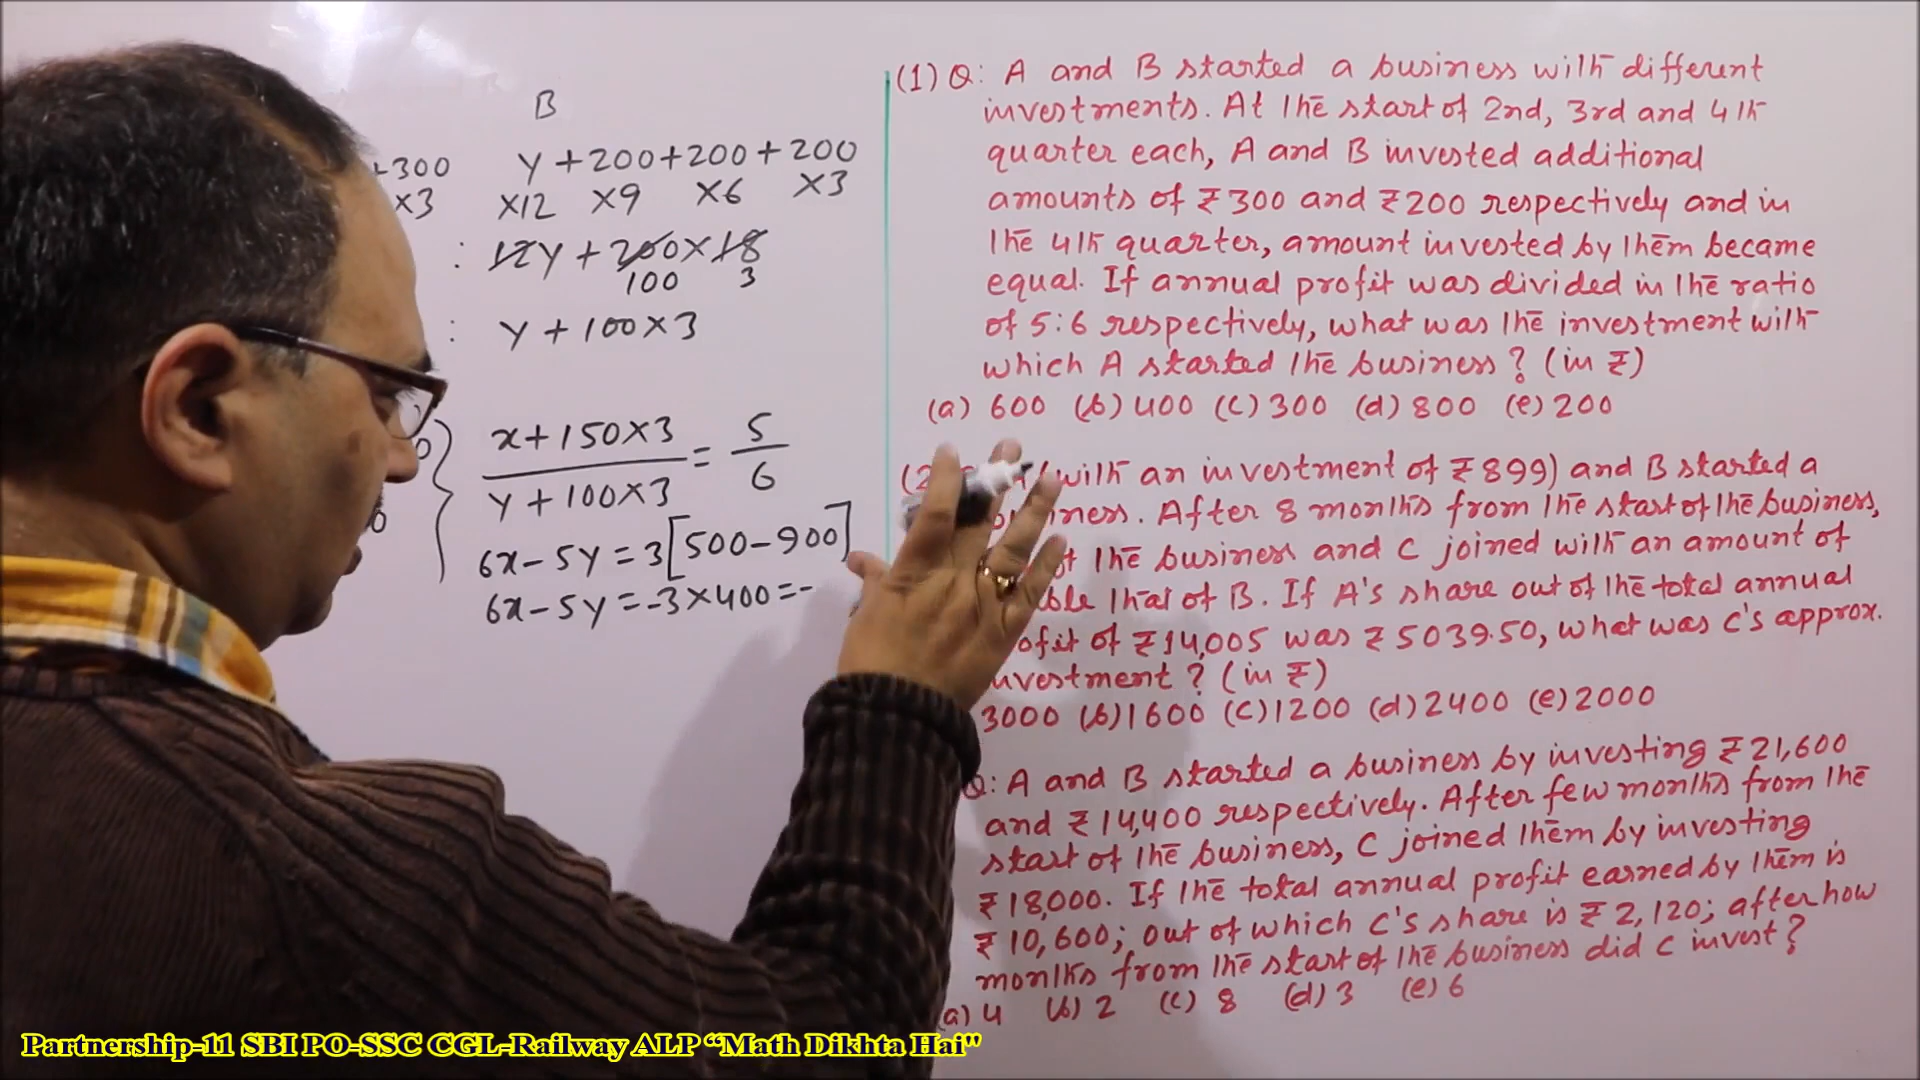 B
+300 Y+200+200+200
×3 ×12 ×9 ×6 ×3
: 12Y+200×18
100 3
: Y+100×3
x+150×3 = 5
Y+100×3 6
6x-5Y=3[500-900]
6x-5Y=-3×400=-
(1) Q: A and B started a business with different
investments. At the start of 2nd, 3rd and 4th
quarter each, A and B invested additional
amounts of ₹300 and ₹200 respectively and in
the 4th quarter, amount invested by them became
equal. If annual profit was divided in the ratio
of 5:6 respectively, what was the investment with
which A started the business? (in ₹)
(a) 600 (b) 400 (c) 300 (d) 800 (e) 200
(2 with an investment of ₹899) and B started a
After 8 months from the start of the business,
the business and C joined with an amount of
that of B. If A's share out of the total annual
of ₹14,005 was ₹5039.50, what was C's approx.
investment? (in ₹)
3000 (b) 1600 (c) 1200 (d) 2400 (e) 2000
Q: A and B started a business by investing ₹21,600
and ₹14,400 respectively. After few months from the
start of the business, C joined them by investing
₹18,000. If the total annual profit earned by them is
₹10,600; out of which C's share is ₹2,120; after how
months from the start of the business did C invest?
(a) 4 (b) 2 (c) 8 (d) 3 (e) 6
Partnership-11 SBI PO-SSC CGL-Railway ALP “Math Dikhta Hai"